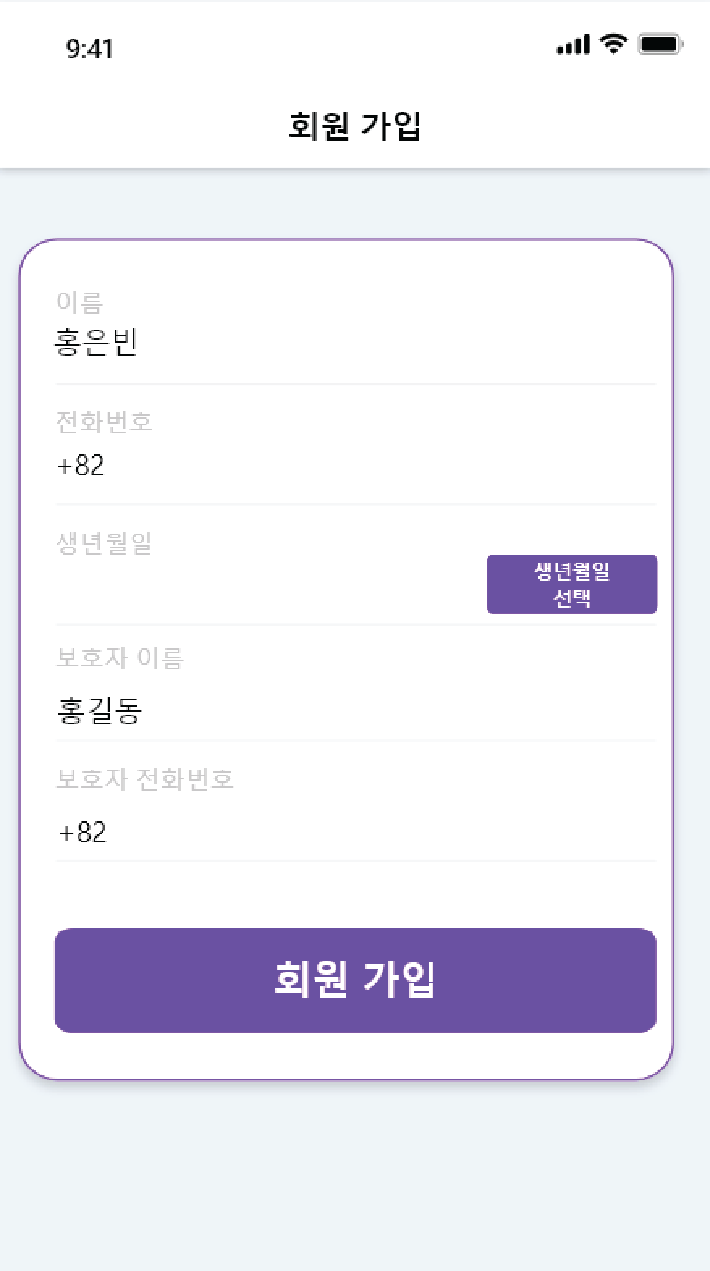 9:41
회원 가입
이름
홍은빈
전화번호
+82
생년월일
생년월일
선택
보호자 이름
홍길동
보호자 전화번호
+82
회원 가입